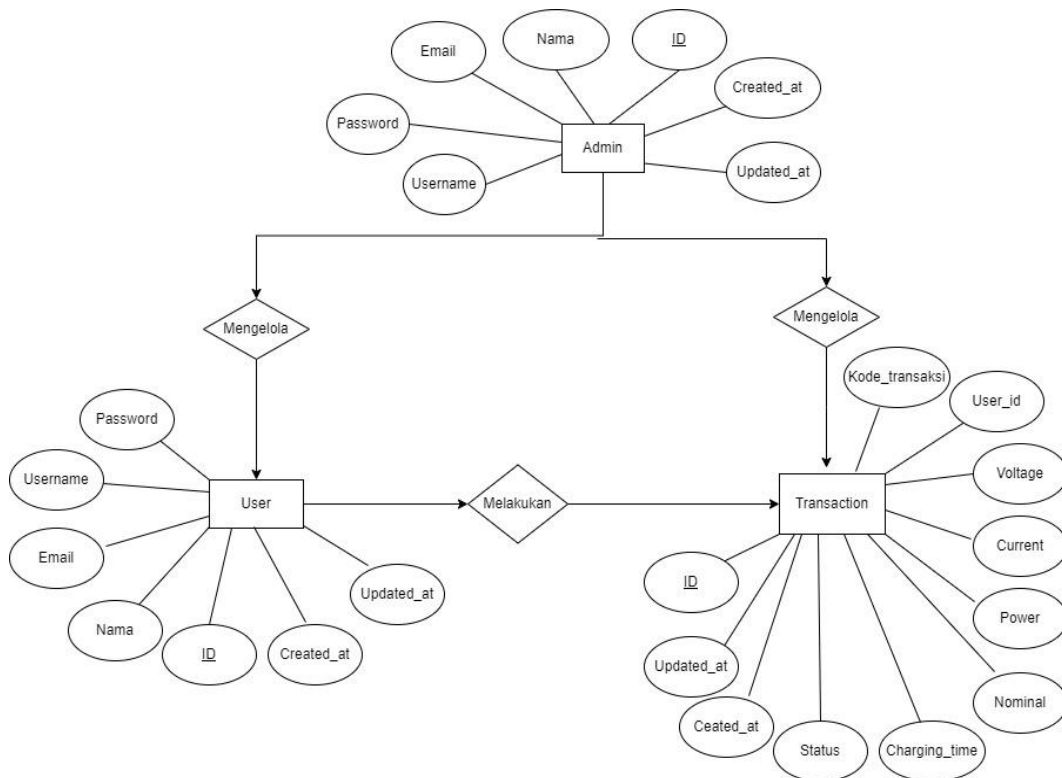 Nama
ID
Email
Created_at
Password
Admin
Updated_at
Username
Mengelola
Mengelola
Kode_transaksi
User_id
Password
Voltage
Username
User
Melakukan
Transaction
Current
Email
ID
Updated_at
Power
Nama
ID
Created_at
Updated_at
Nominal
Ceated_at
Status
Charging_time